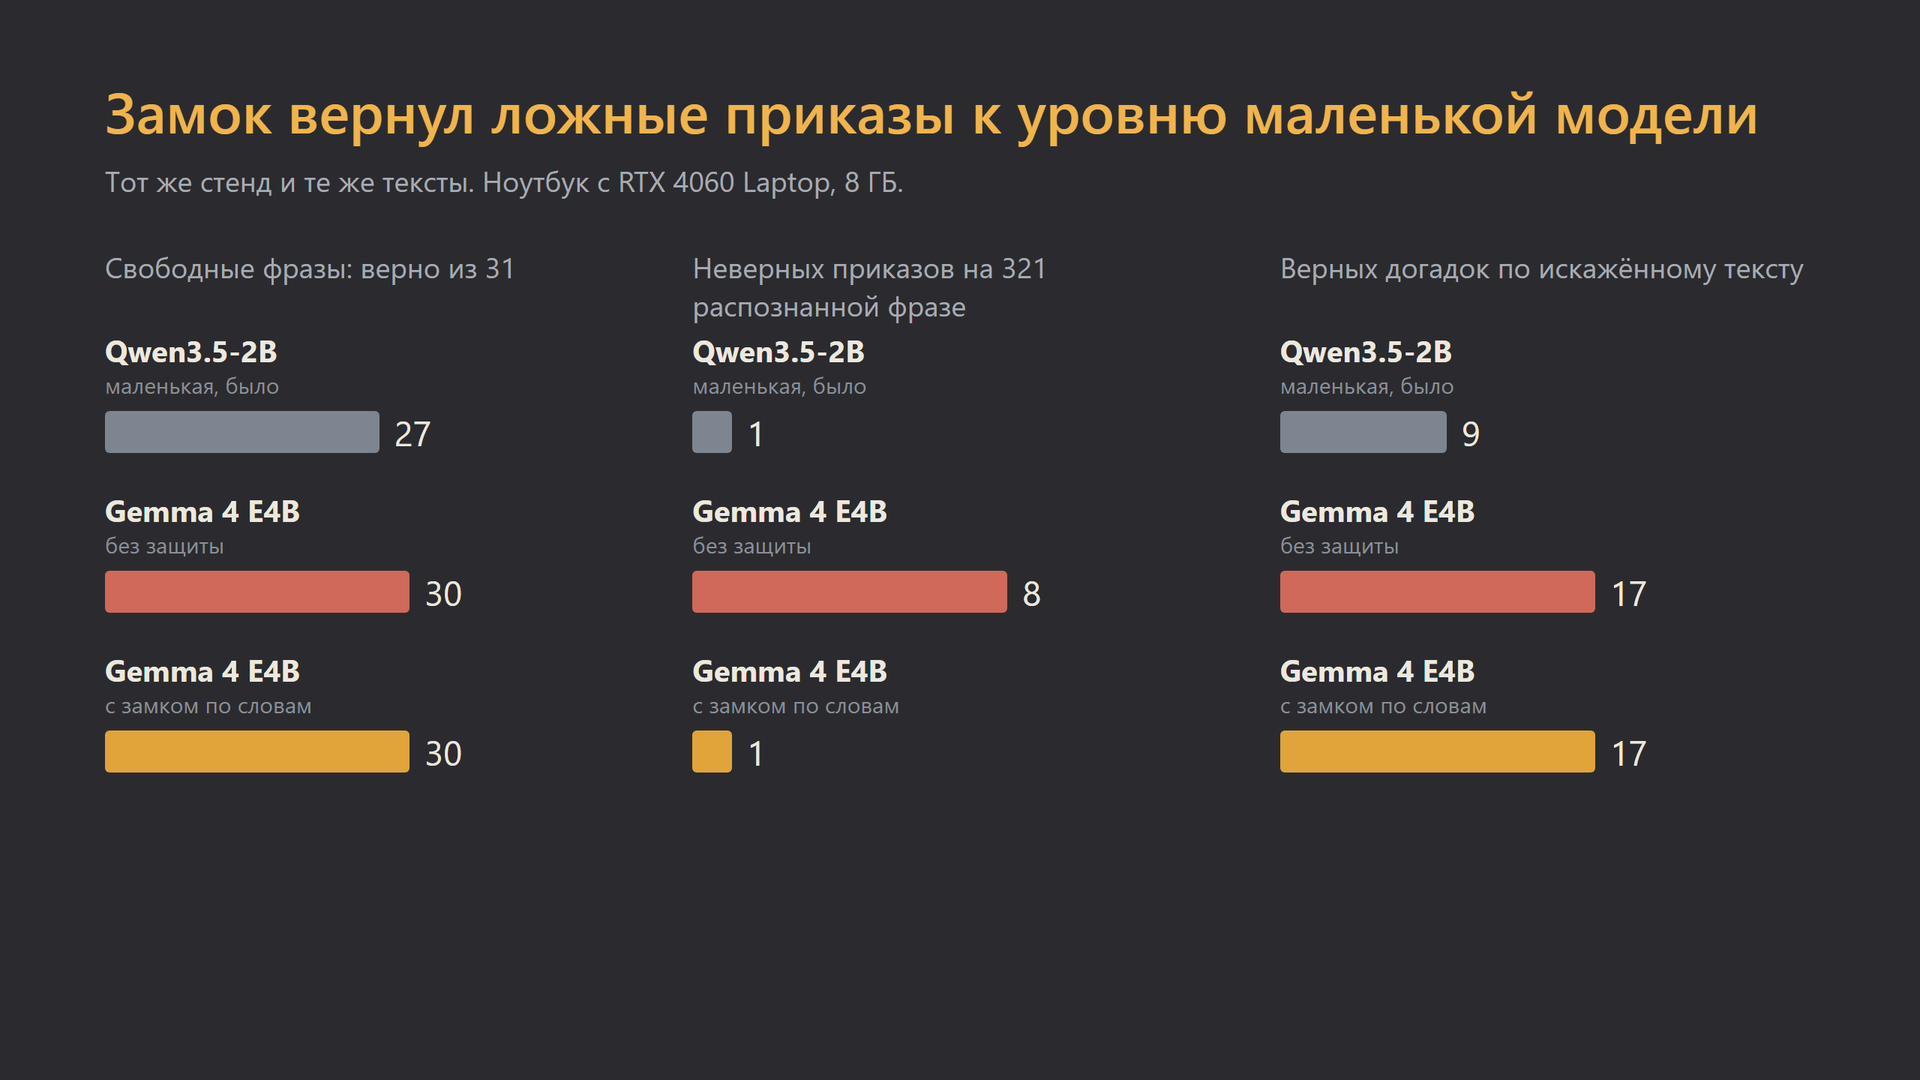 Замок вернул ложные приказы к уровню маленькой модели
Тот же стенд и те же тексты. Ноутбук с RTX 4060 Laptop, 8 ГБ.
Свободные фразы: верно из 31
Qwen3.5-2B
маленькая, было
27
Gemma 4 E4B
без защиты
30
Gemma 4 E4B
с замком по словам
30
Неверных приказов на 321
распознанной фразе
Qwen3.5-2B
маленькая, было
1
Gemma 4 E4B
без защиты
8
Gemma 4 E4B
с замком по словам
1
Верных догадок по искажённому тексту
Qwen3.5-2B
маленькая, было
9
Gemma 4 E4B
без защиты
17
Gemma 4 E4B
с замком по словам
17